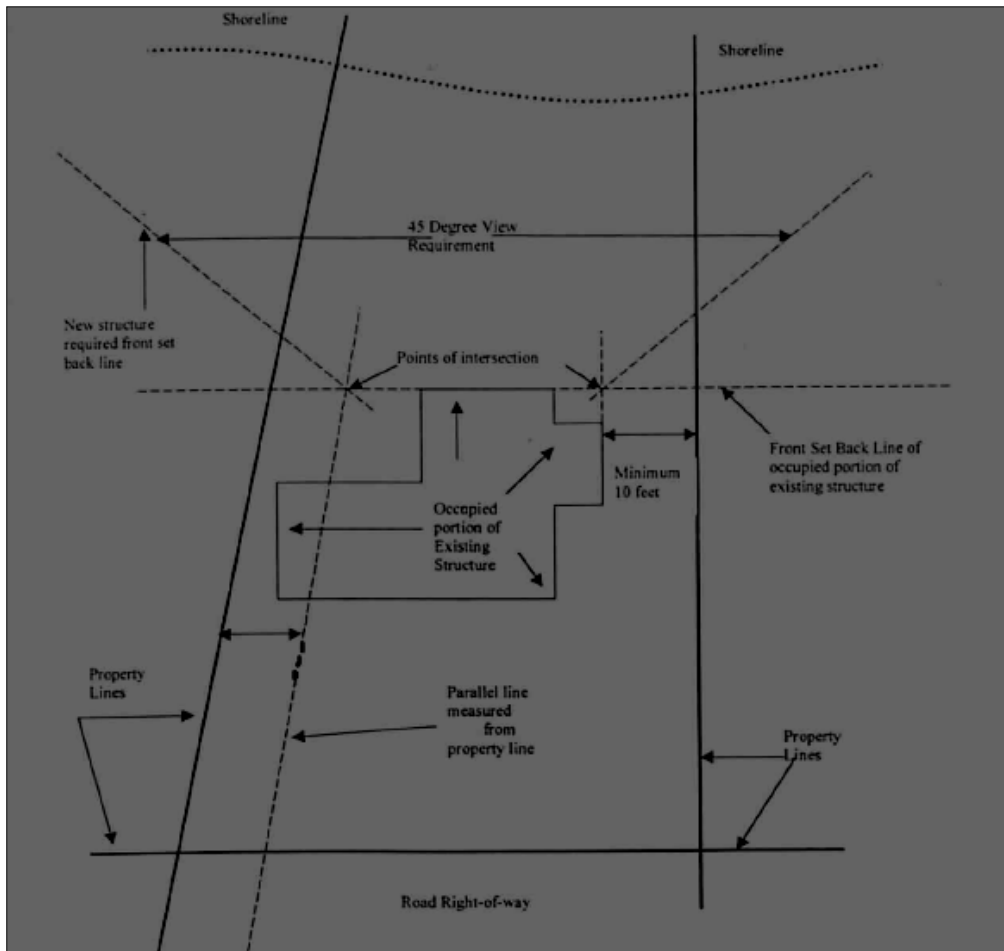 Shoreline
Shoreline
45 Degree View
Requirement
New structure
required front set
back line
Points of intersection
Front Set Back Line of
occupied portion of
existing structure
Minimum
10 feet
Occupied
portion of
Existing
Structure
Property
Lines
Parallel line
measured
from
property line
Property
Lines
Road Right-of-way